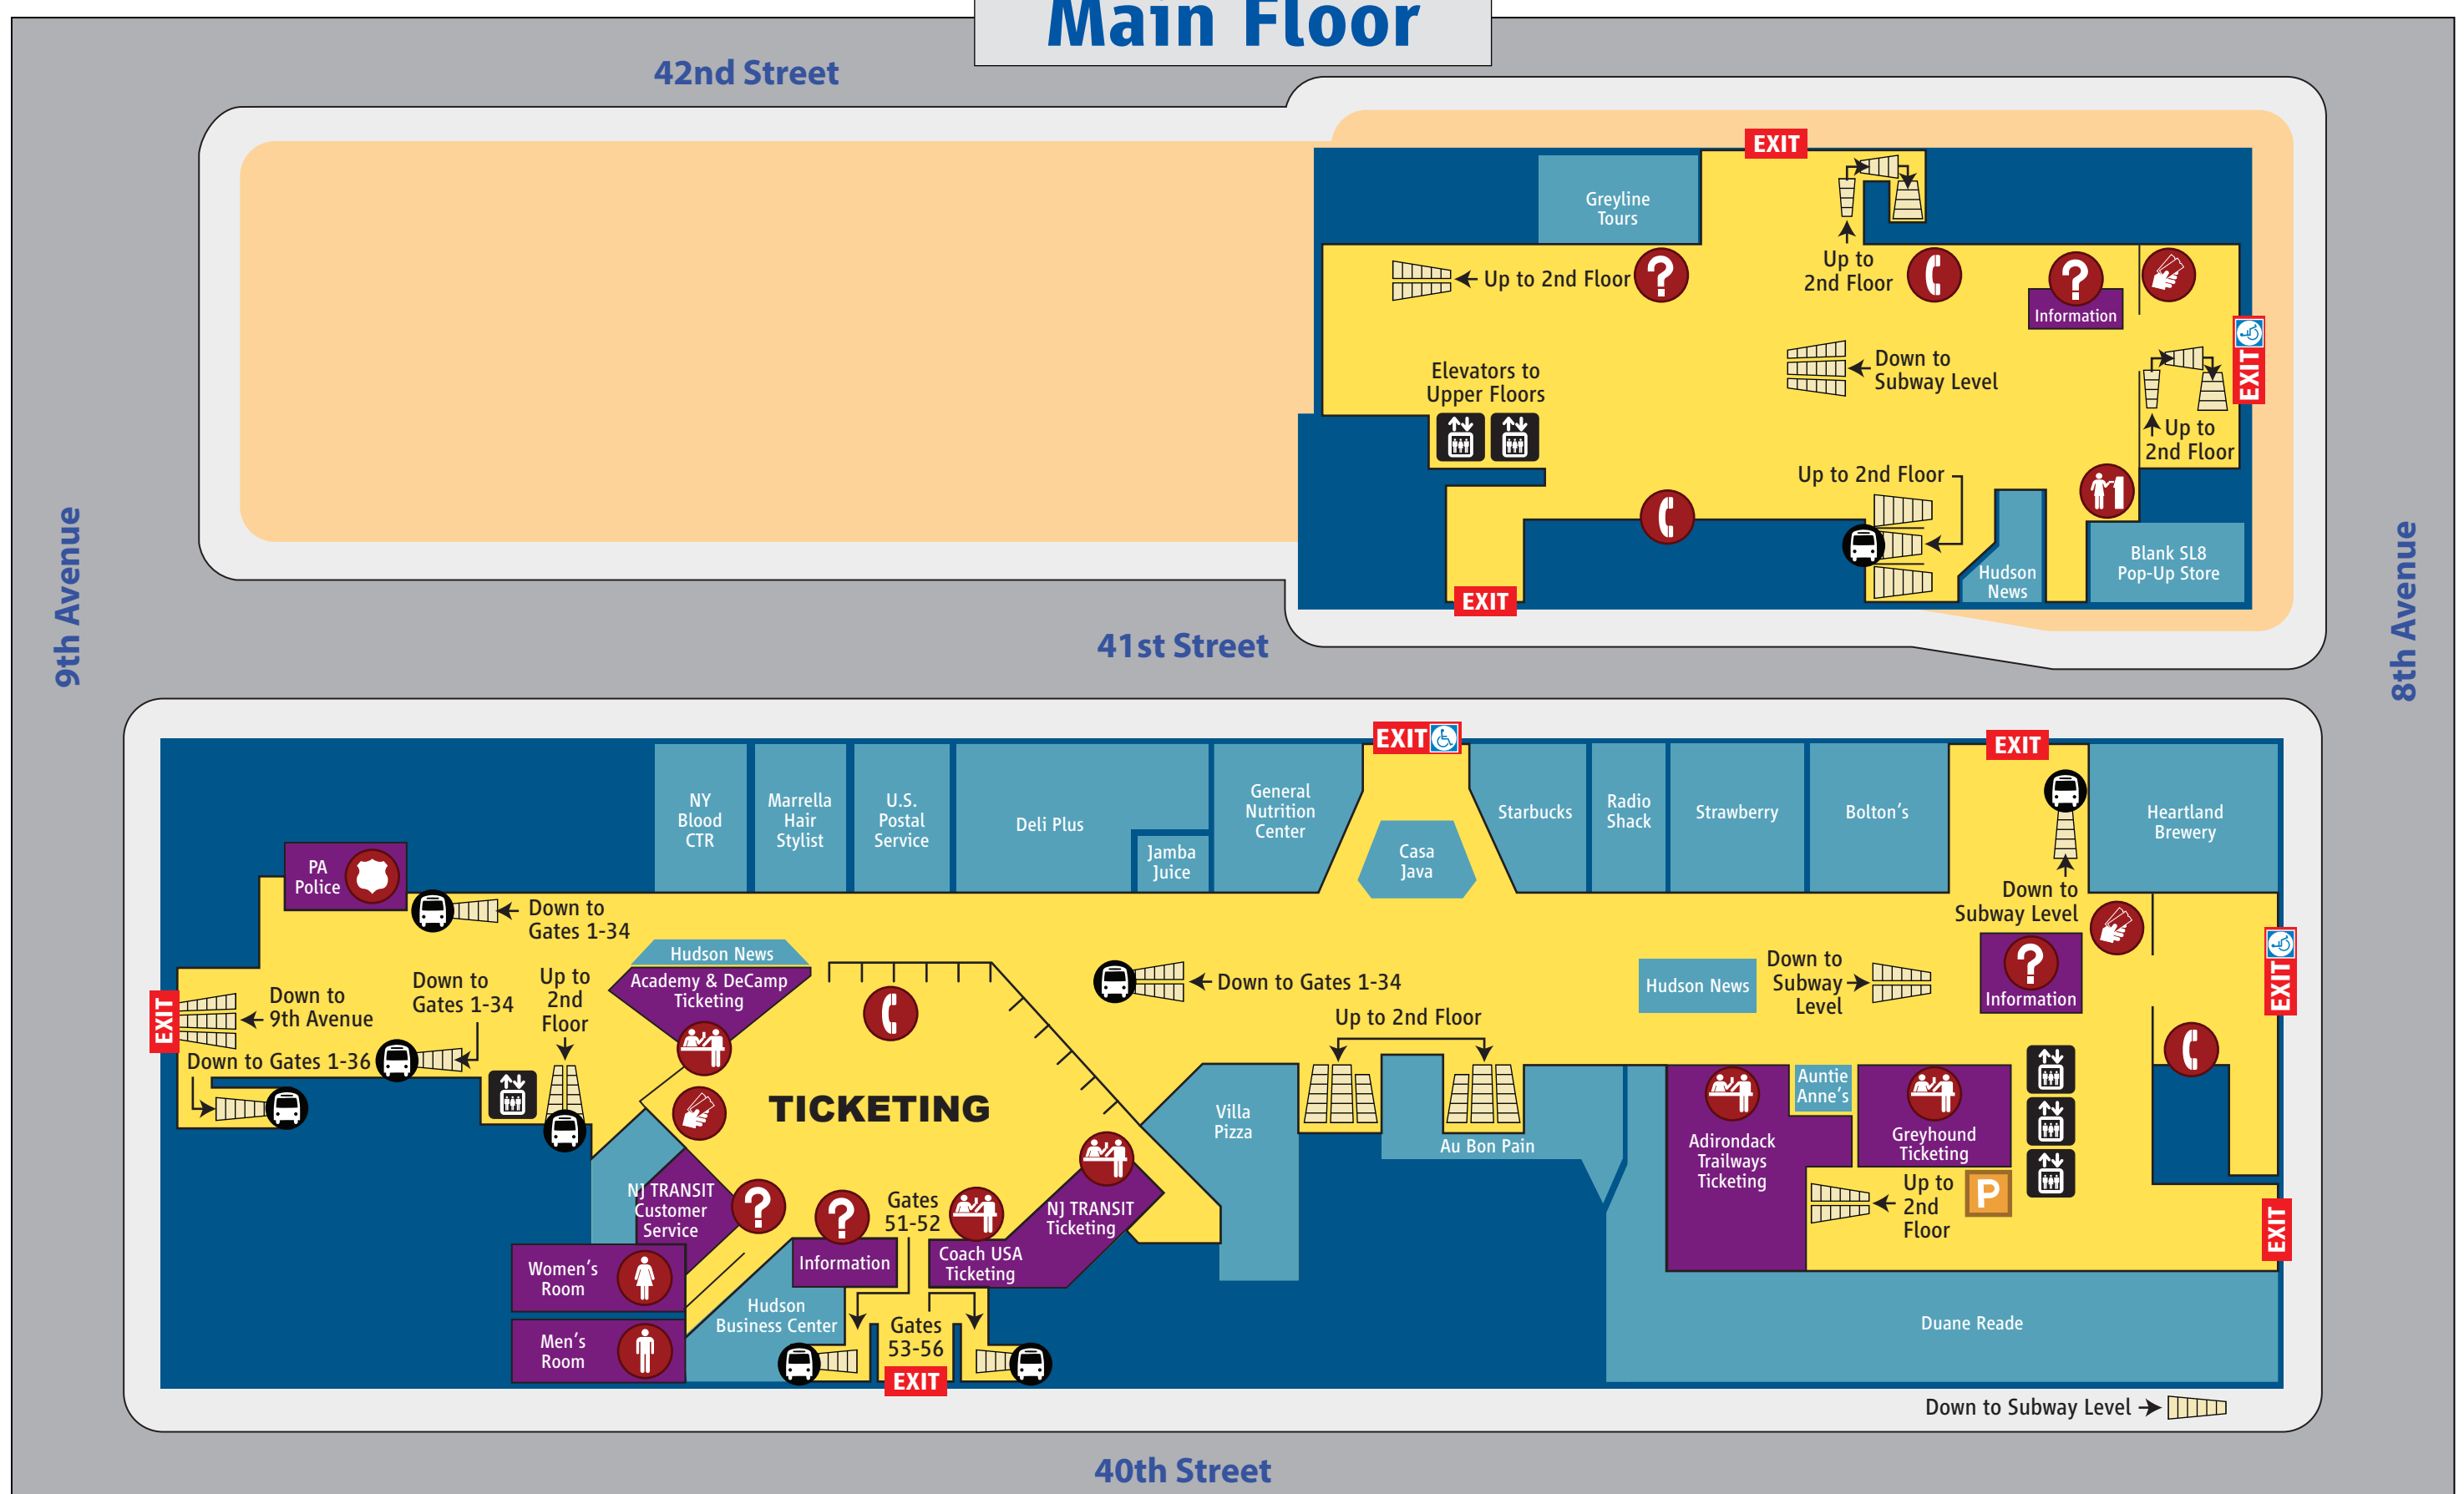 Main Floor
42nd Street
EXIT
Greyline
Tours
Up to 2nd Floor
?
Up to
2nd Floor
?
Information
EXIT
Elevators to
Upper Floors
Down to
Subway Level
Up to
2nd Floor
Up to 2nd Floor
Hudson
News
Blank SL8
Pop-Up Store
EXIT
9th Avenue
8th Avenue
41st Street
EXIT
EXIT
NY
Blood
CTR
Marrella
Hair
Stylist
U.S.
Postal
Service
Deli Plus
Jamba
Juice
General
Nutrition
Center
Casa
Java
Starbucks
Radio
Shack
Strawberry
Bolton's
Heartland
Brewery
PA
Police
Down to
Gates 1-34
Down to
Subway Level
Hudson News
Academy & DeCamp
Ticketing
Down to
Gates 1-34
Up to
2nd
Floor
Down to Gates 1-34
Hudson News
Down to
Subway
Level
?
Information
EXIT
EXIT
Down to
9th Avenue
Down to Gates 1-36
Up to 2nd Floor
TICKETING
Villa
Pizza
Au Bon Pain
Adirondack
Trailways
Ticketing
Auntie
Anne's
Greyhound
Ticketing
Up to
2nd
Floor
P
EXIT
NJ TRANSIT
Customer
Service
?
?
Information
Gates
51-52
NJ TRANSIT
Ticketing
Coach USA
Ticketing
Women's
Room
Men's
Room
Hudson
Business Center
Gates
53-56
EXIT
Duane Reade
Down to Subway Level
40th Street